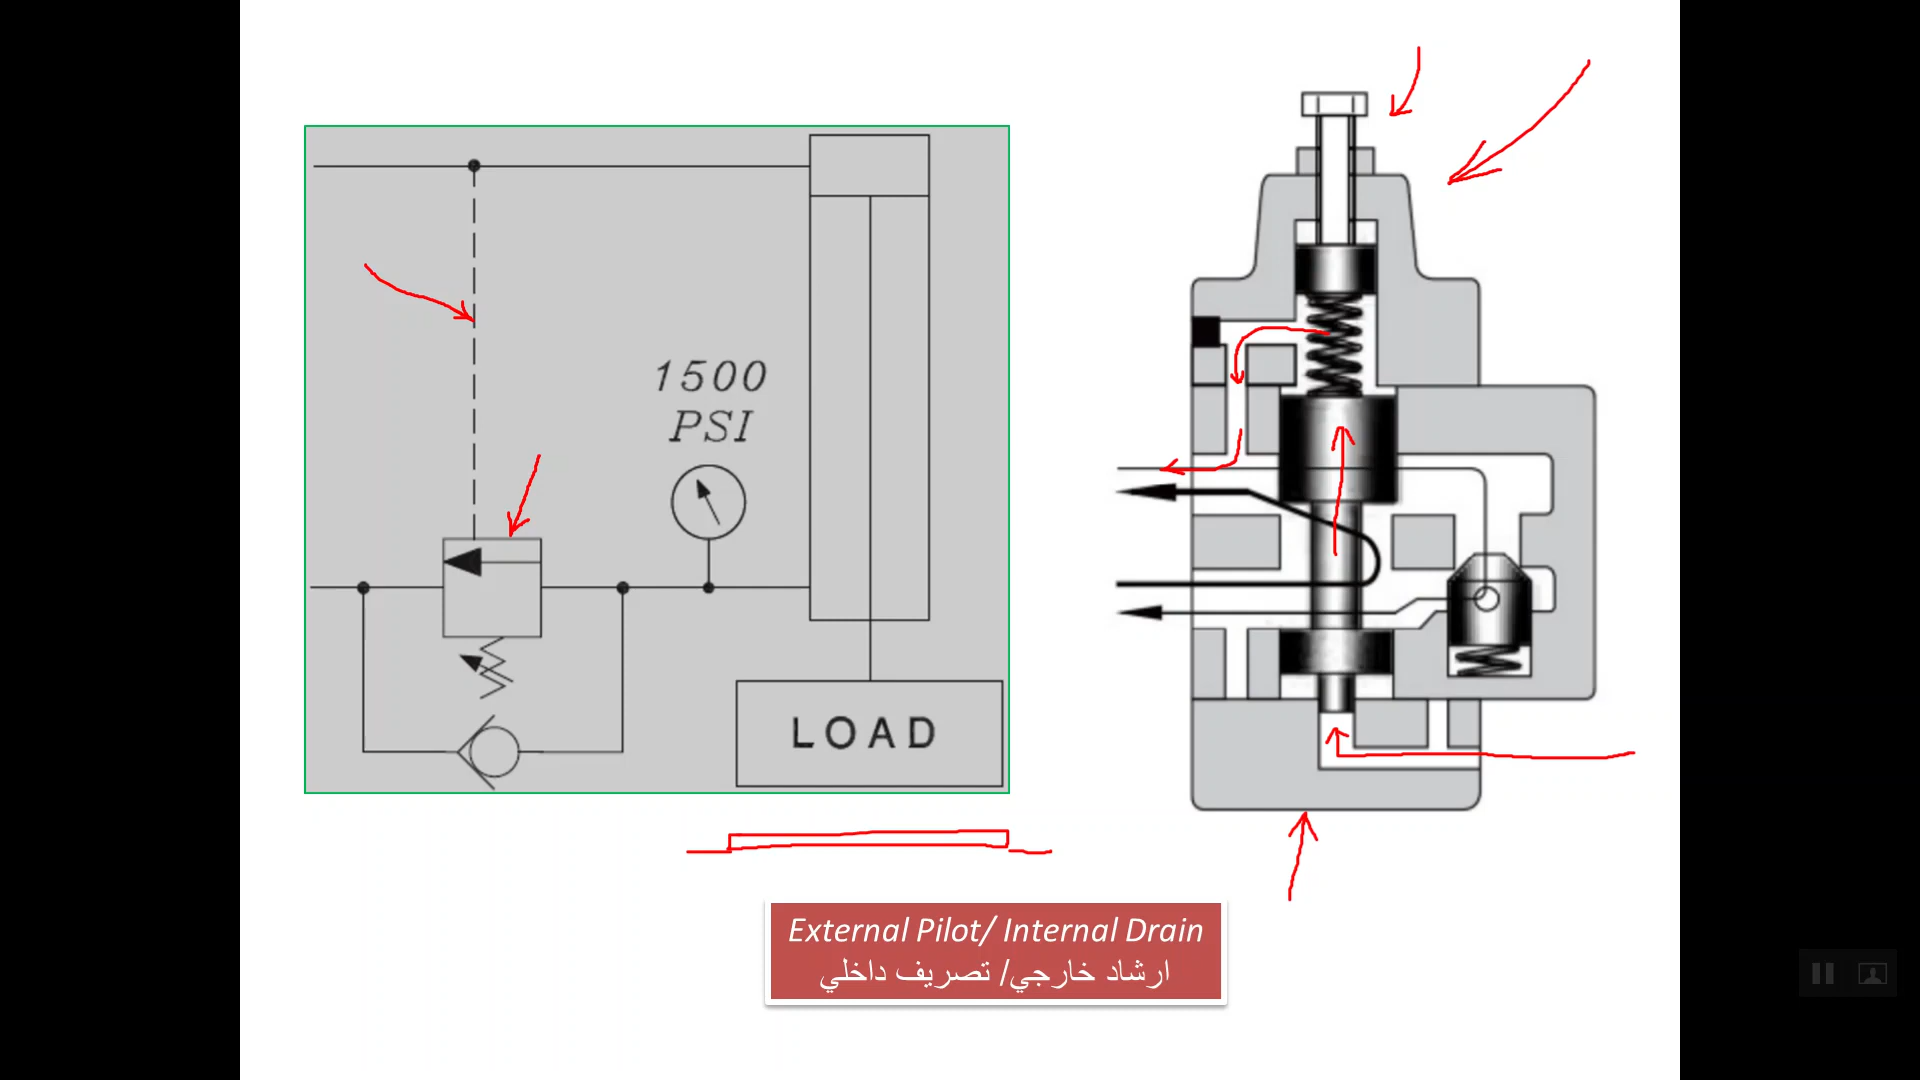 1500
PSI
LOAD
External Pilot/ Internal Drain
ارشاد خارجي/ تصريف داخلي